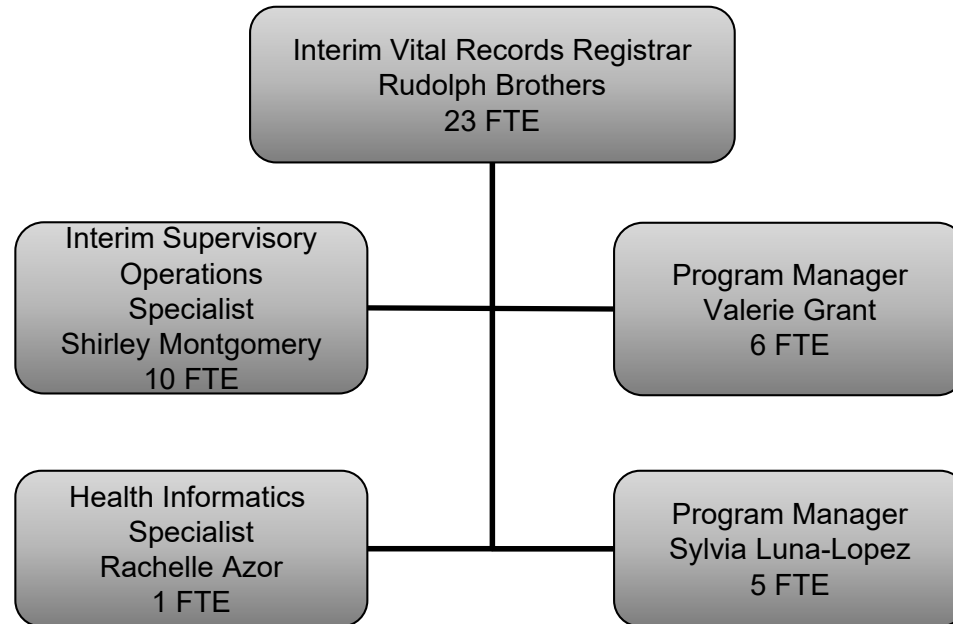 Interim Vital Records Registrar
Rudolph Brothers
23 FTE
Interim Supervisory
Operations
Specialist
Shirley Montgomery
10 FTE
Program Manager
Valerie Grant
6 FTE
Health Informatics
Specialist
Rachelle Azor
1 FTE
Program Manager
Sylvia Luna-Lopez
5 FTE